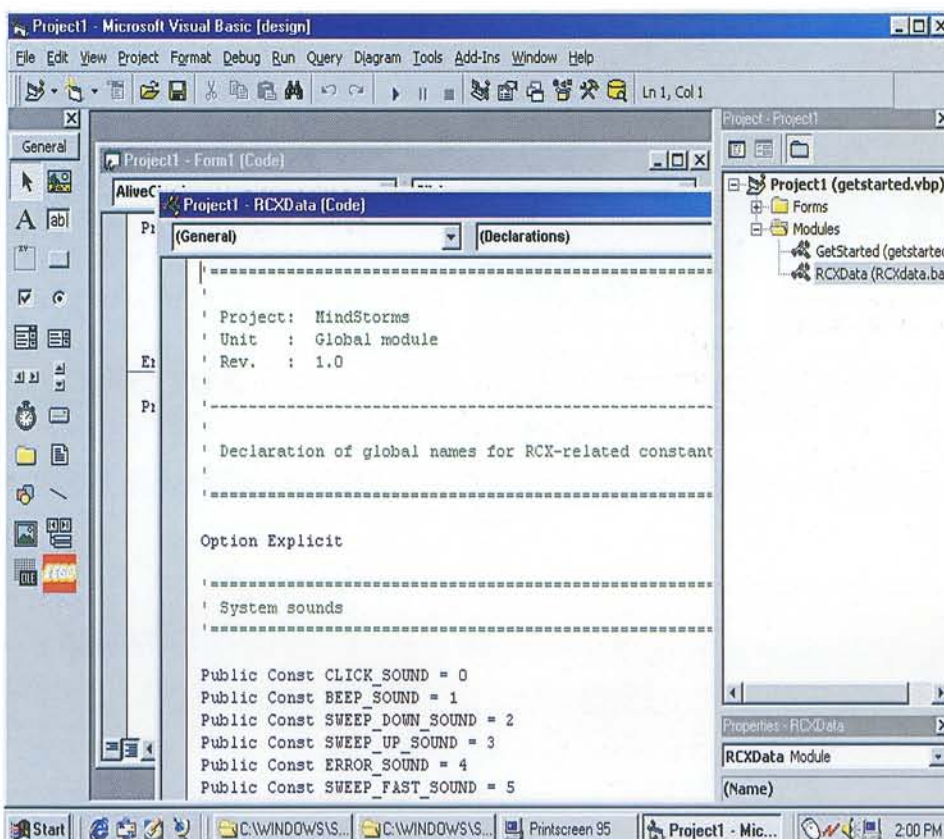 Project1 - Microsoft Visual Basic [design]
File Edit View Project Format Debug Run Query Diagram Tools Add-Ins Window Help
Ln 1, Col 1
General
Project1 - Form1 (Code)
Project1 - RCXData (Code)
(General) (Declarations)
'
' Project: MindStorms
' Unit : Global module
' Rev. : 1.0
'
'
' Declaration of global names for RCX-related constant
'
Option Explicit
' System sounds
Public Const CLICK_SOUND = 0
Public Const BEEP_SOUND = 1
Public Const SWEEP_DOWN_SOUND = 2
Public Const SWEEP_UP_SOUND = 3
Public Const ERROR_SOUND = 4
Public Const SWEEP_FAST_SOUND = 5
Project - Project1
Project1 (getstarted.vbp)
Forms
Modules
GetStarted (getstarted
RCXData (RCXdata.ba
Properties - RCXData
RCXData Module
(Name)
A ab
OLE LEGO
Start C:\WINDOWS\S... C:\WINDOWS\S... Printscreen 95 Project1 - Mic... 2:00 PM